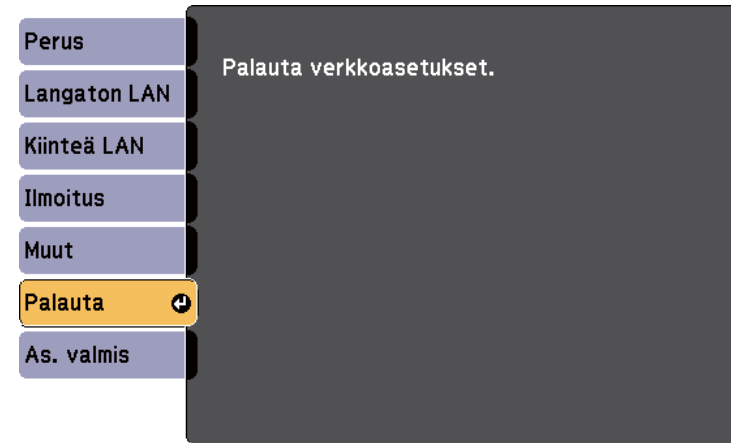 Perus
Langaton LAN
Kiinteä LAN
Ilmoitus
Muut
Palauta
As. valmis
Palauta verkkoasetukset.